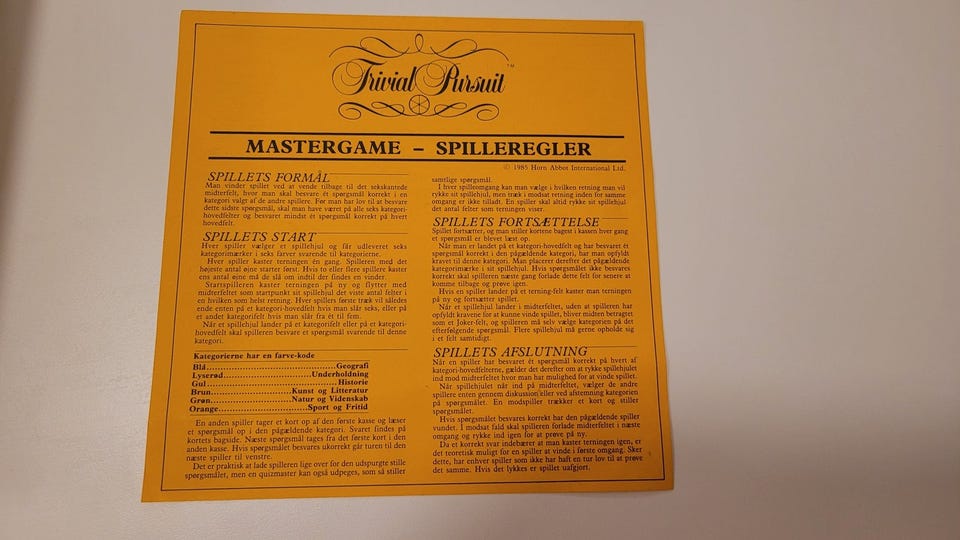 Trivial Pursuit™
MASTERGAME – SPILLEREGLER
© 1985 Horn Abbot International Ltd.
SPILLETS FORMÅL
Man vinder spillet ved at vende tilbage til det sekskantede
midterfelt, hvor man skal besvare ét spørgsmål korrekt i en
kategori valgt af de andre spillere. Før man har lov til at besvare
dette sidste spørgsmål, skal man have været på alle seks kategori-
hovedfelter og besvaret mindst ét spørgsmål korrekt på hvert
hovedfelt.
SPILLETS START
Hver spiller vælger et spillehjul og får udleveret seks
kategorimærker i seks farver svarende til kategorierne.
Hver spiller kaster terningen én gang. Spilleren med det
højeste antal øjne starter først. Hvis to eller flere spillere kaster
ens antal øjne må de slå om indtil der findes en vinder.
Startspilleren kaster terningen på ny og flytter med
midterfeltet som startpunkt sit spillehjul det viste antal felter i
en hvilken som helst retning. Hver spillers første træk vil således
ende enten på et kategori-hovedfelt hvis man slår seks, eller på
et andet kategorifelt hvis man slår fra ét til fem.
Når et spillehjul lander på et kategorifelt eller på et kategori-
hovedfelt skal spilleren besvare et spørgsmål svarende til denne
kategori.
Kategorierne har en farve-kode
Blå....................................Geografi
Lyserød........................Underholdning
Gul....................................Historie
Brun......................Kunst og Litteratur
Grøn.....................Natur og Videnskab
Orange........................Sport og Fritid
En anden spiller tager et kort op af den første kasse og læser
et spørgsmål op i den pågældende kategori. Svaret findes på
kortets bagside. Næste spørgsmål tages fra det første kort i den
anden kasse. Hvis spørgsmålet besvares ukorrekt går turen til den
næste spiller til venstre.
Det er praktisk at lade spilleren lige over for den udspurgte stille
spørgsmålet, men en quizmaster kan også udpeges, som så stiller
samtlige spørgsmål.
I hver spilleomgang kan man vælge i hvilken retning man vil
rykke sit spillehjul, men træk i modsat retning inden for samme
omgang er ikke tilladt. En spiller skal altid rykke sit spillehjul
det antal felter som terningen viser.
SPILLETS FORTSÆTTELSE
Spillet fortsætter, og man stiller kortene bagest i kassen hver gang
et spørgsmål er blevet læst op.
Når man er landet på et kategori-hovedfelt og har besvaret ét
spørgsmål korrekt i den pågældende kategori, har man opfyldt
kravet til denne kategori. Man placerer derefter det pågældende
kategorimærke i sit spillehjul. Hvis spørgsmålet ikke besvares
korrekt skal spilleren næste gang forlade dette felt for senere at
komme tilbage og prøve igen.
Hvis en spiller lander på et terning-felt kaster man terningen
på ny og fortsætter spillet.
Når et spillehjul lander i midterfeltet, uden at spilleren har
opfyldt kravene for at kunne vinde spillet, bliver midten betragtet
som et Joker-felt, og spilleren må selv vælge kategorien på det
efterfølgende spørgsmål. Flere spillehjul må gerne opholde sig
i et felt samtidigt.
SPILLETS AFSLUTNING
Når en spiller har besvaret ét spørgsmål korrekt på hvert af
kategori-hovedfelterne, gælder det derefter om at rykke spillehjulet
ind mod midterfeltet hvor man har mulighed for at vinde spillet.
Når spillehjulet når ind på midterfeltet, vælger de andre
spillere enten gennem diskussion eller ved afstemning kategorien
på spørgsmålet. En modspiller trækker et kort og stiller
spørgsmålet.
Hvis spørgsmålet besvares korrekt har den pågældende spiller
vundet. I modsat fald skal spilleren forlade midterfeltet i næste
omgang og rykke ind igen for at prøve på ny.
Da et korrekt svar indebærer at man kaster terningen igen, er
det teoretisk muligt for en spiller at vinde i første omgang. Sker
dette, har enhver spiller som ikke har haft en tur lov til at prøve
det samme. Hvis det lykkes er spillet uafgjort.